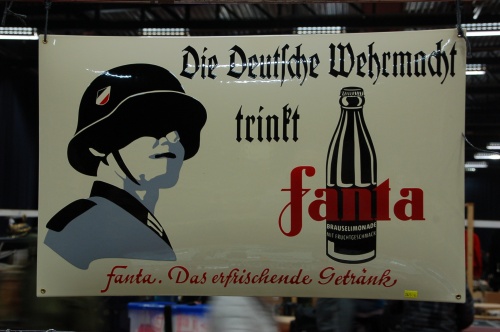 Die Deutsche Wehrmacht
trinkt
fanta
BRAUSELIMONADE
MIT FRUCHTGESCHMACK
fanta. Das erfrischende Getränk